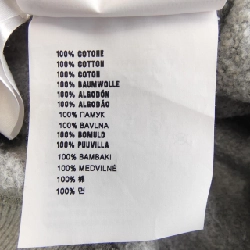 100% COTONE
100% COTTON
100% COTON
100% BAUMWOLLE
100% ALGODÓN
100% ALGODÃO
100% ПАМУК
100% BAVLNA
100% BOMULD
100% PUUVILLA
100% ΒΑΜΒΑΚΙ
100% MEDVILNĖ
100% 棉
100% 면